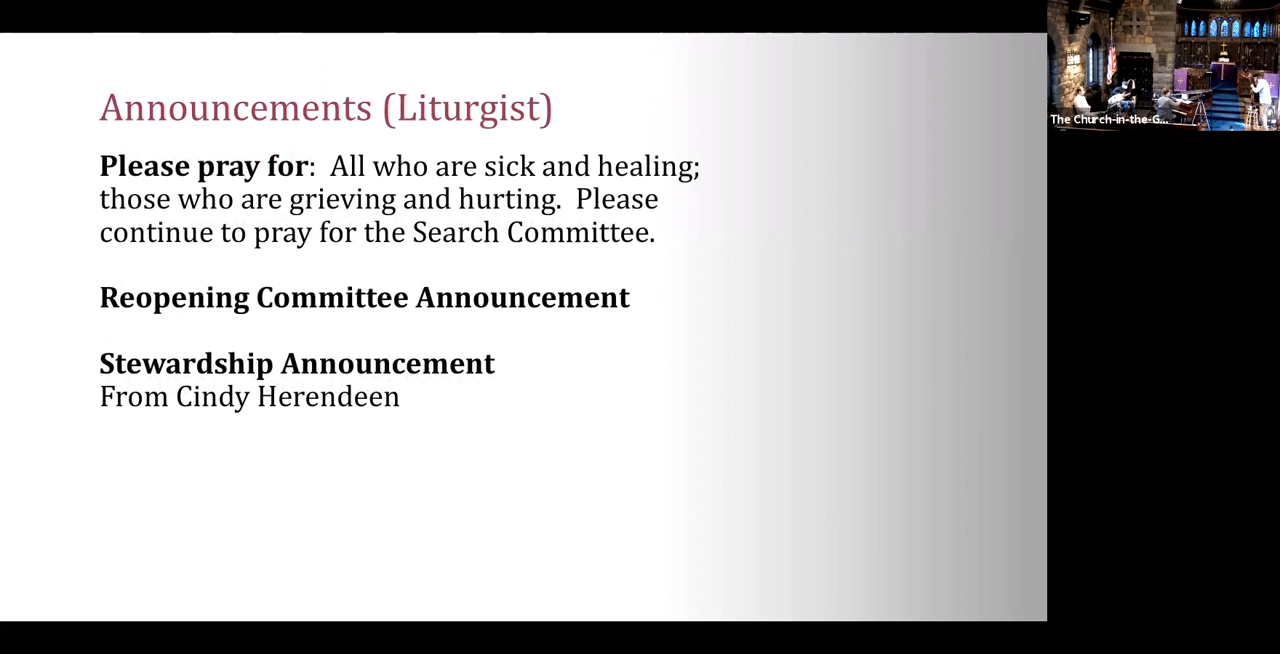 Announcements (Liturgist)
Please pray for:  All who are sick and healing;
those who are grieving and hurting.  Please
continue to pray for the Search Committee.
Reopening Committee Announcement
Stewardship Announcement
From Cindy Herendeen
The Church-in-the-G...